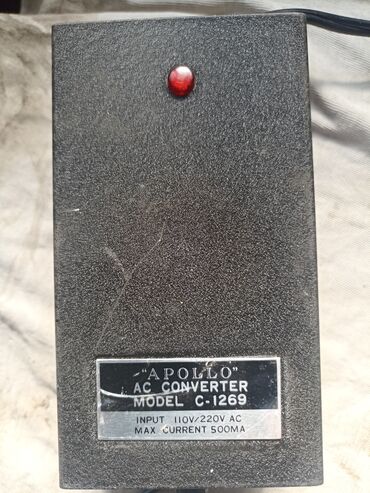 "APOLLO"
AC CONVERTER
MODEL C-1269
INPUT 110V/220V AC
MAX CURRENT 500MA